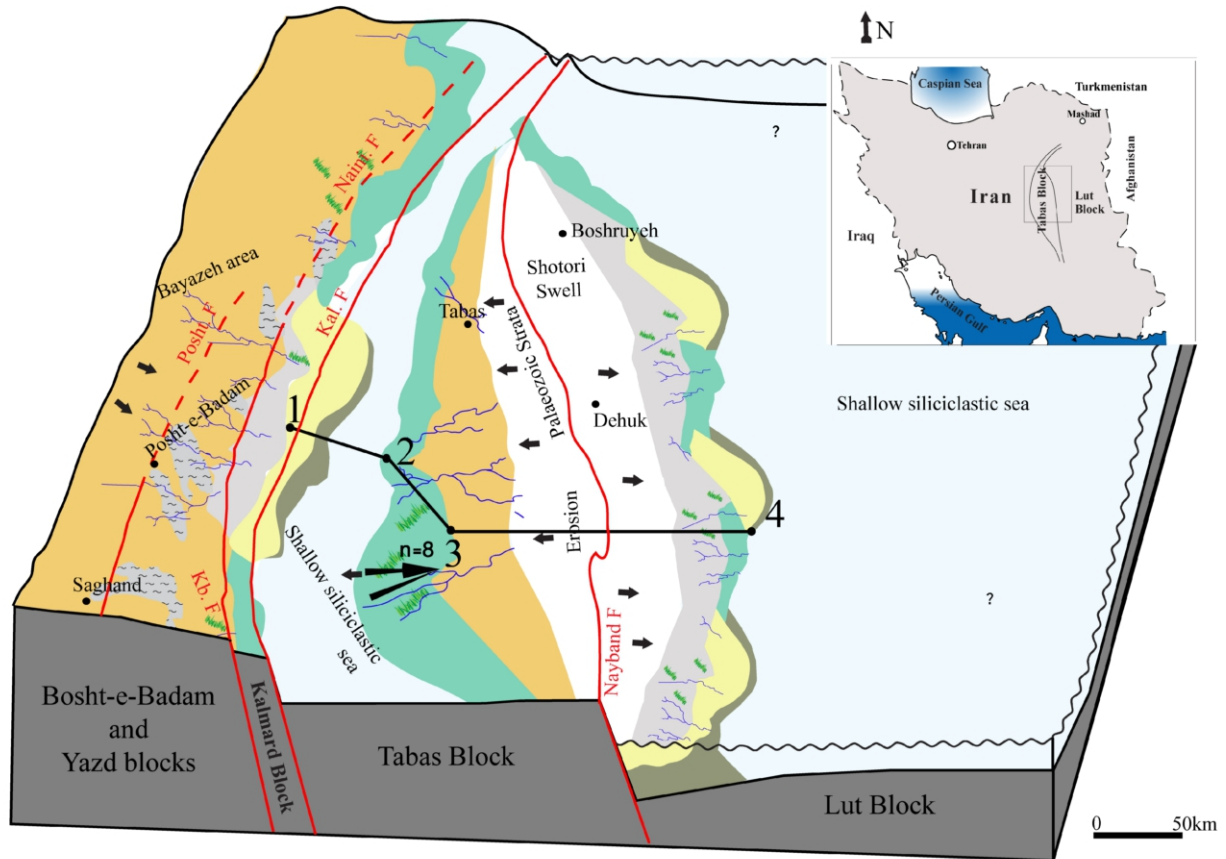 N
Caspian Sea
Turkmenistan
Mashad
Tehran
Afghanistan
Iran
Tabas Block
Lut
Block
Iraq
Persian Gulf
?
Naini. F
Bayazeh area
Posht. F
Kal. F
Boshruyeh
Shotori
Swell
Tabas
Palaeozoic Strata
Dehuk
Shallow siliciclastic sea
Posht-e-Badam
1
2
3
4
Erosion
n=8
Shallow siliciclastic
sea
Saghand
Kb. F
Nayband F
?
Bosht-e-Badam
and
Yazd blocks
Kalmard Block
Tabas Block
Lut Block
0 50km